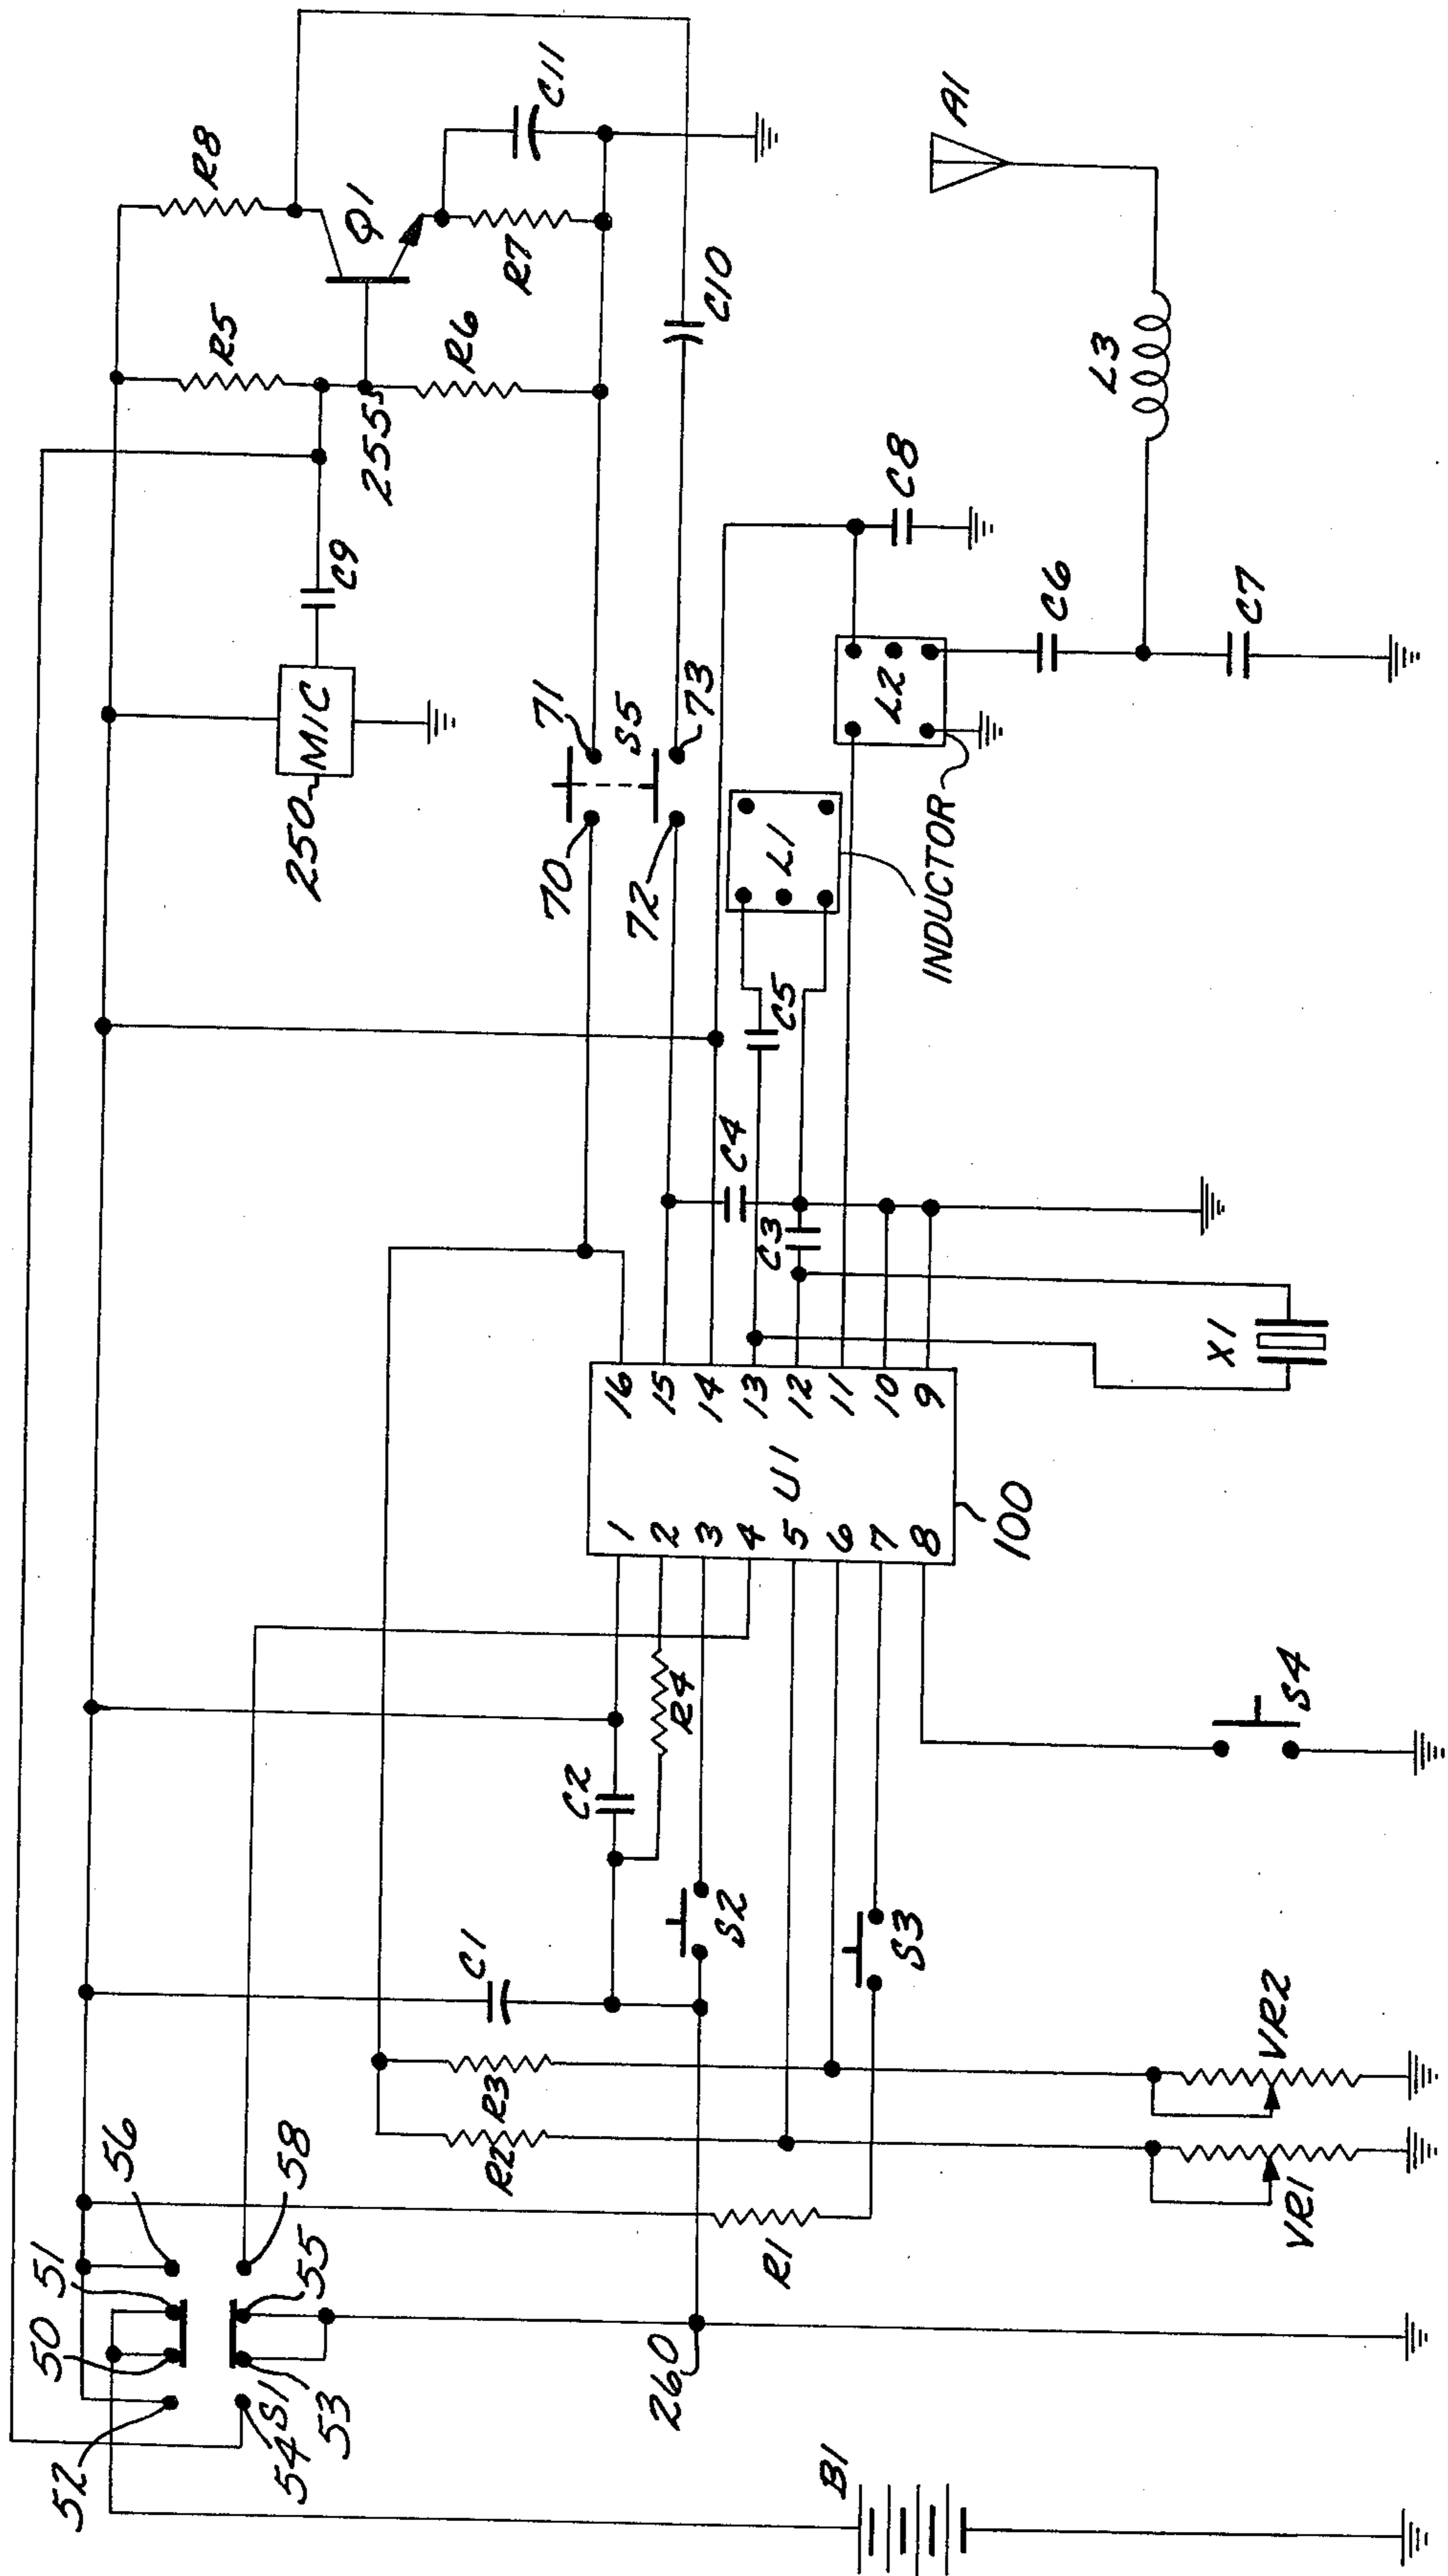 R8
Q1
C11
R5
R7
R6
255
C10
C9
MIC
250
A1
L3
71
S5
73
70
72
C8
C6
C7
L2
L1
INDUCTOR
C5
C4
C3
X1
16
15
14
13
12
11
10
9
U1
100
1
2
3
4
5
6
7
8
R4
C2
S2
S3
S4
C1
R3
R2
R1
VR2
VR1
56
51
50
52
58
55
53
54
S1
260
B1